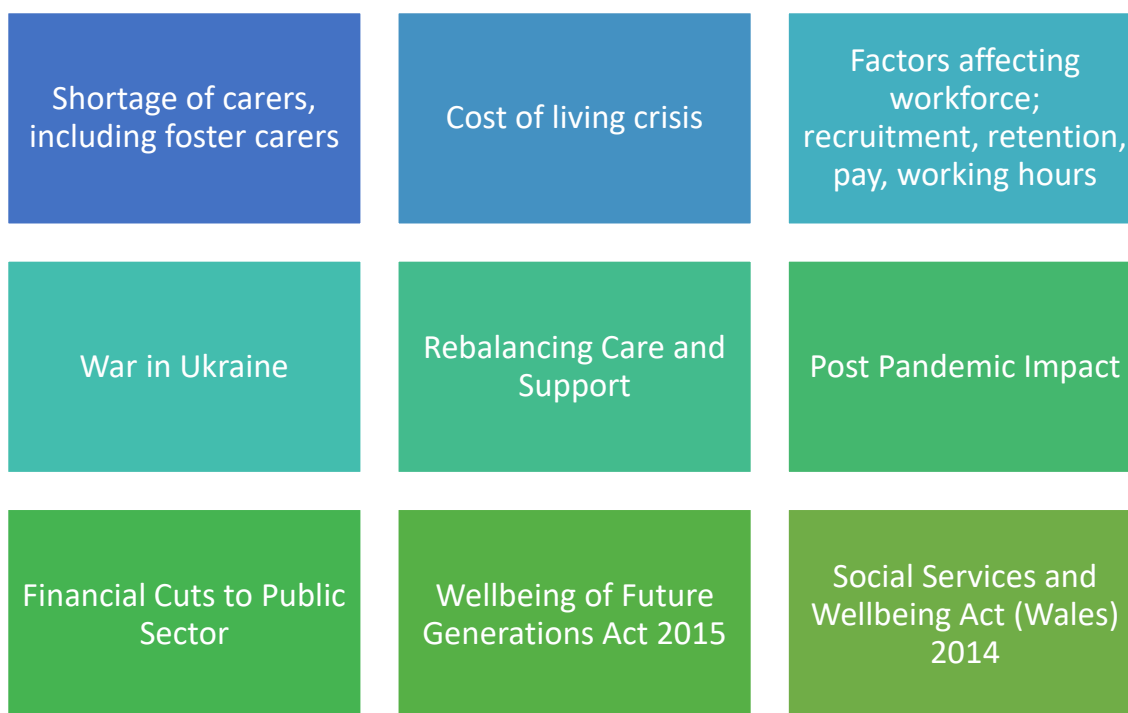 Shortage of carers,
including foster carers
Cost of living crisis
Factors affecting
workforce;
recruitment, retention,
pay, working hours
War in Ukraine
Rebalancing Care and
Support
Post Pandemic Impact
Financial Cuts to Public
Sector
Wellbeing of Future
Generations Act 2015
Social Services and
Wellbeing Act (Wales)
2014